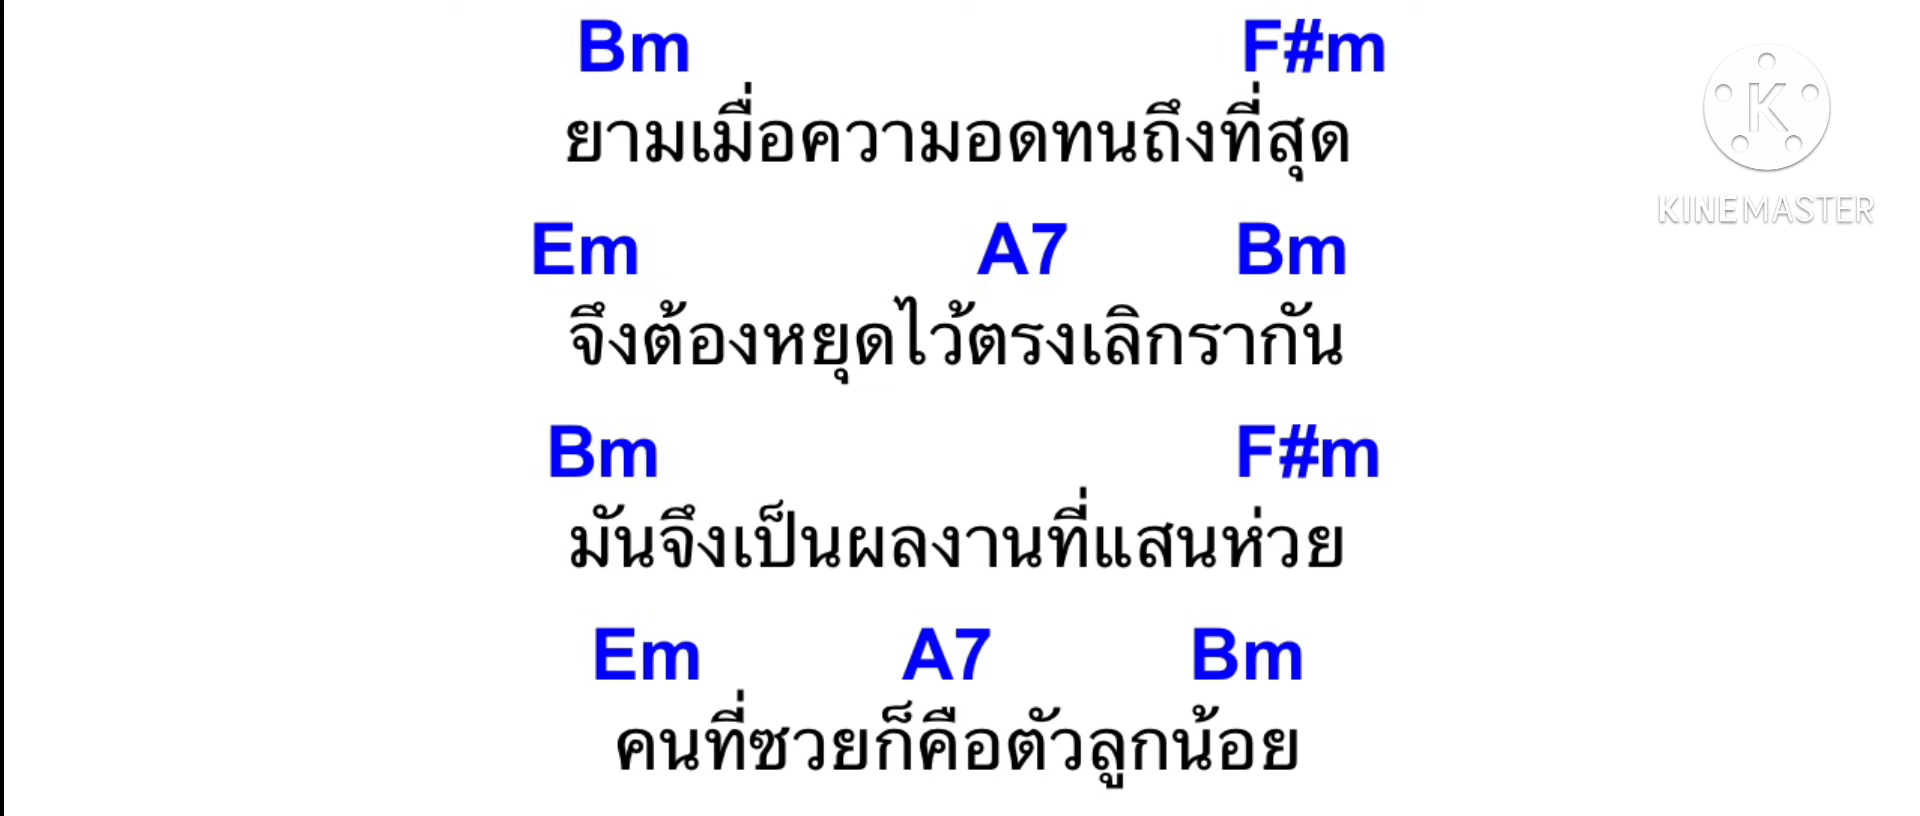 Bm F#m
ยามเมื่อความอดทนถึงที่สุด
Em A7 Bm
จึงต้องหยุดไว้ตรงเลิกรากัน
Bm F#m
มันจึงเป็นผลงานที่แสนห่วย
Em A7 Bm
คนที่ซวยก็คือตัวลูกน้อย
K
KINEMASTER